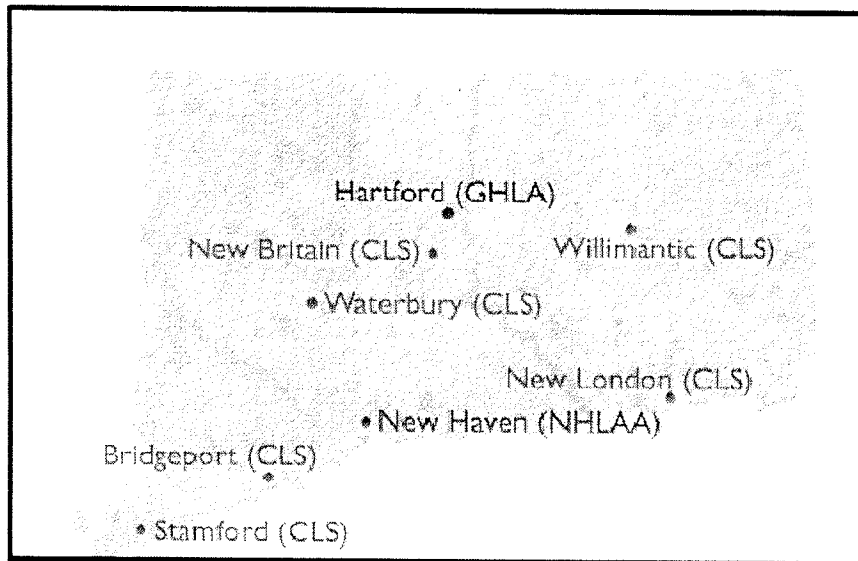 Hartford (GHLA)
New Britain (CLS)
Willimantic (CLS)
Waterbury (CLS)
New London (CLS)
New Haven (NHLAA)
Bridgeport (CLS)
Stamford (CLS)